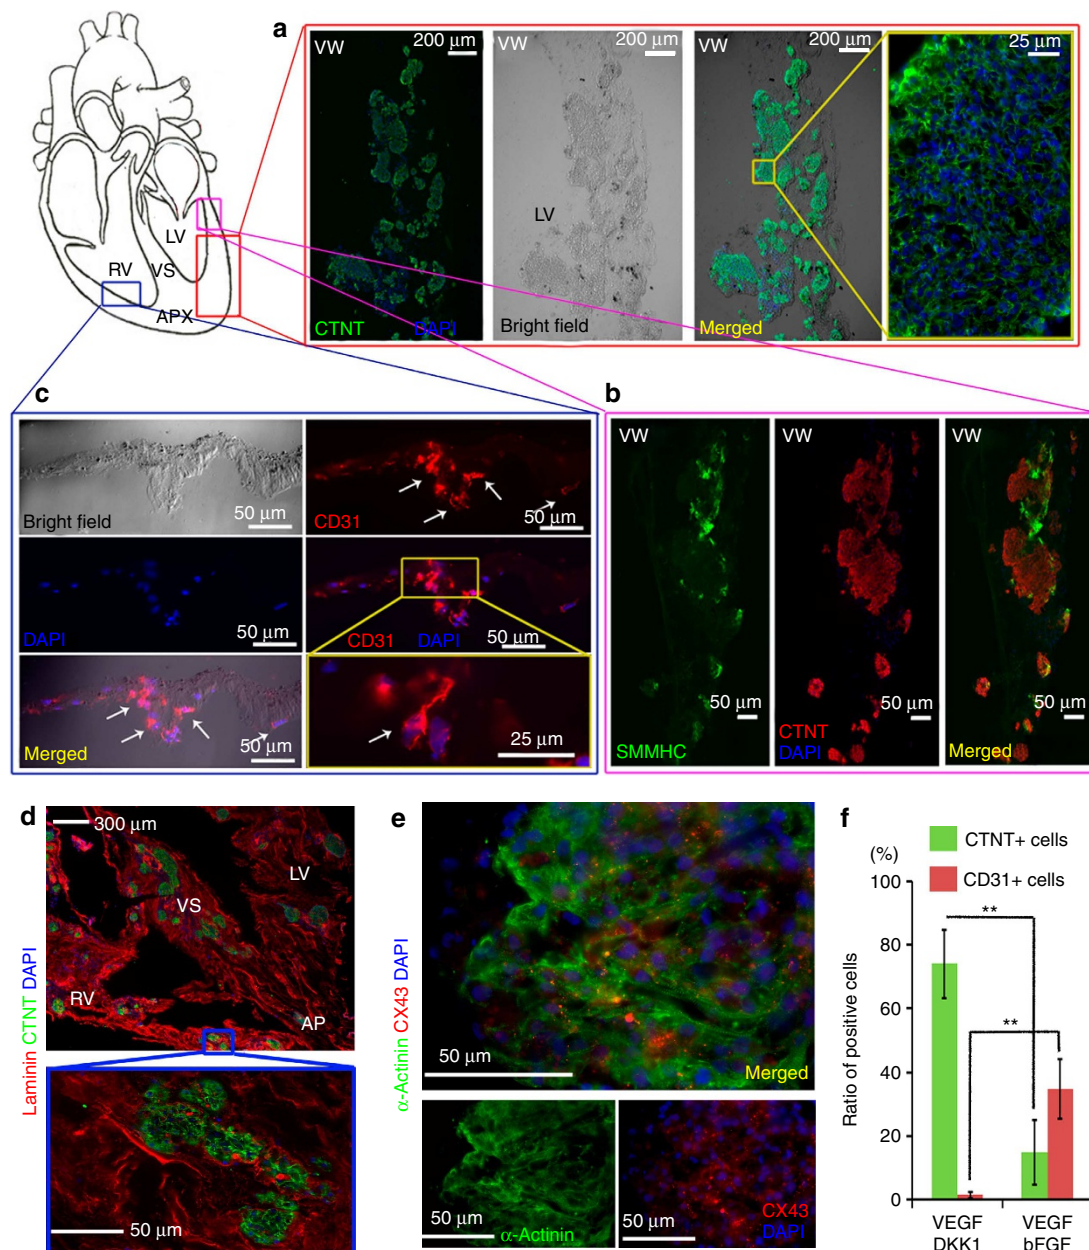 a
VW
200 μm
VW
200 μm
200 μm
25 μm
LV
CTNT DAPI
Bright field
Merged
LV
RV
VS
APX
c
Bright field
50 μm
CD31
50 μm
DAPI
50 μm
CD31 DAPI
50 μm
Merged
50 μm
25 μm
b
VW
VW
VW
50 μm
50 μm
50 μm
SMMHC
CTNT
DAPI
Merged
d
300 μm
LV
VS
RV
AP
Laminin CTNT DAPI
50 μm
e
α-Actinin CX43 DAPI
50 μm
Merged
50 μm
α-Actinin
50 μm
CX43
DAPI
f
CTNT+ cells
CD31+ cells
(%)
Ratio of positive cells
100
80
60
40
20
0
**
**
VEGF
DKK1
VEGF
bFGF